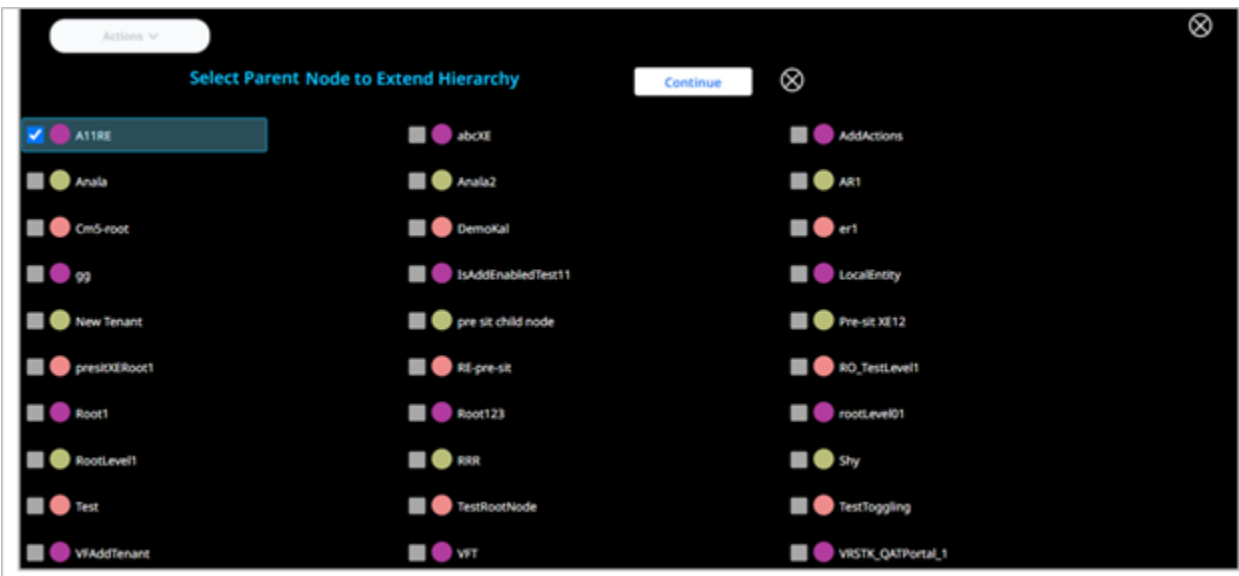 Actions
Select Parent Node to Extend Hierarchy
Continue
A11RE
abcXE
AddActions
Anala
Anala2
AR1
Cm5-root
DemoKal
er1
gg
IsAddEnabledTest11
LocalEntity
New Tenant
pre sit child node
Pre-sit XE12
presitXERoot1
RE-pre-sit
RO_TestLevel1
Root1
Root123
rootLevel01
RootLevel1
RRR
Shy
Test
TestRootNode
TestToggling
VFAddTenant
VFT
VRSTK_QATPortal_1